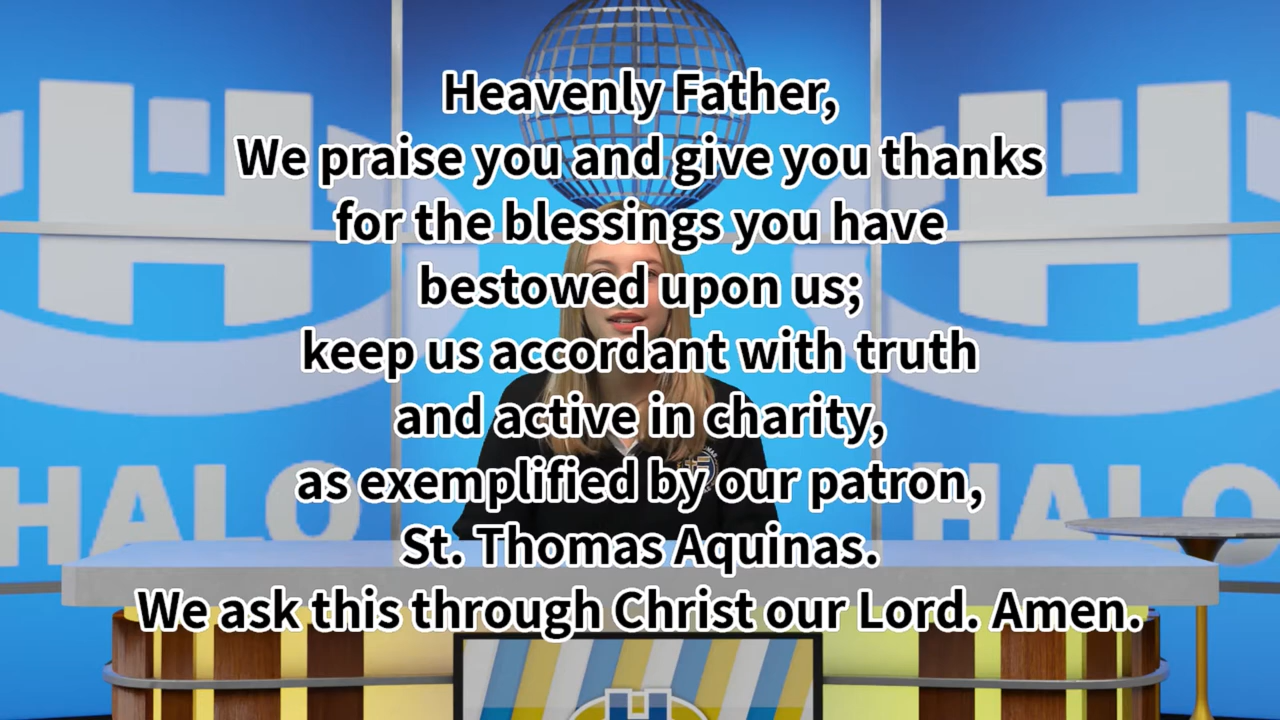 Heavenly Father,
We praise you and give you thanks
for the blessings you have
bestowed upon us;
keep us accordant with truth
and active in charity,
as exemplified by our patron,
St. Thomas Aquinas.
We ask this through Christ our Lord. Amen.
HALO
HALO